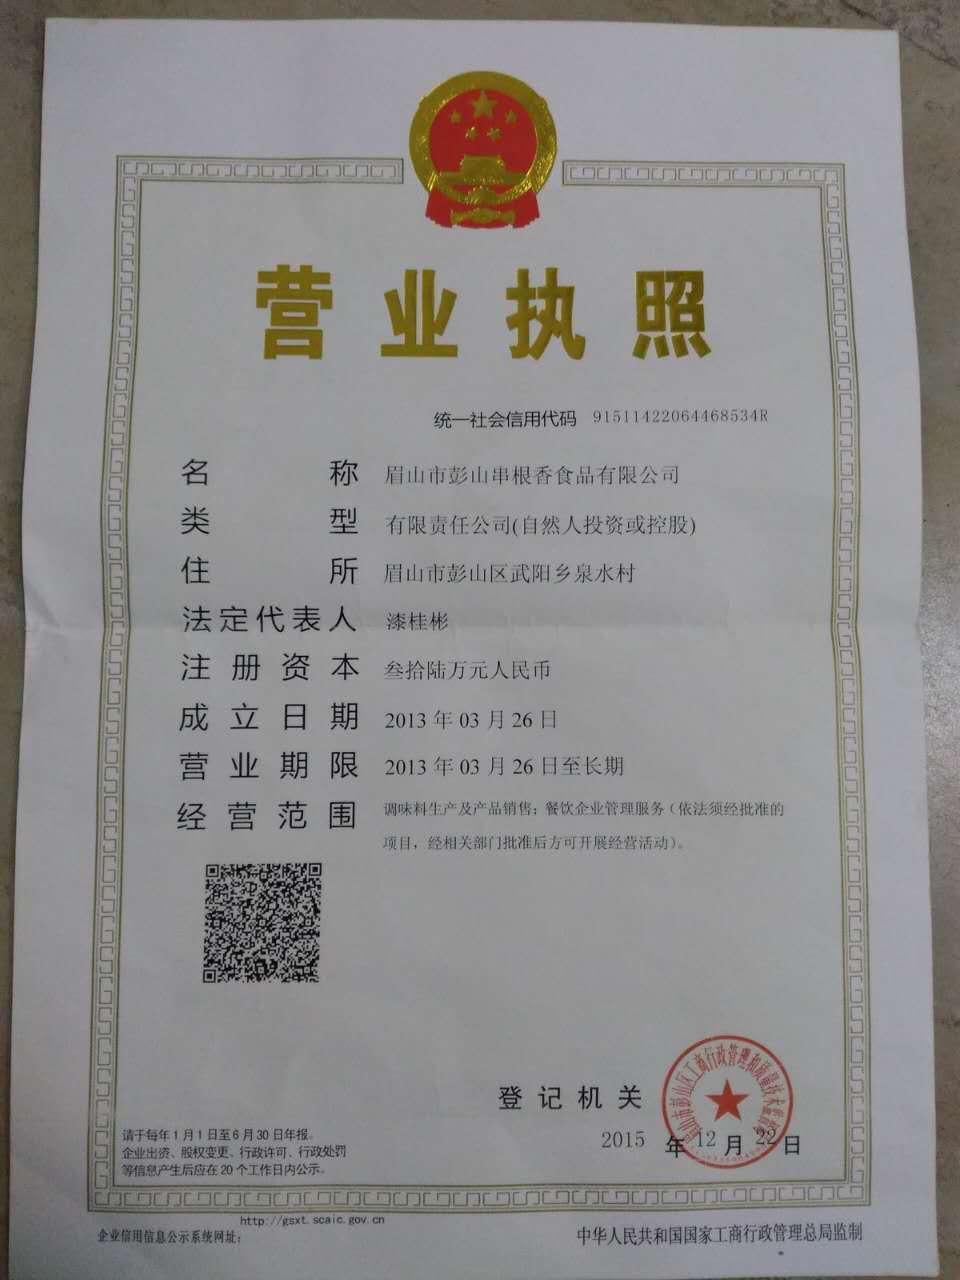 营业执照
统一社会信用代码 91511422064468534R
名称 眉山市彭山串根香食品有限公司
类型 有限责任公司(自然人投资或控股)
住所 眉山市彭山区武阳乡泉水村
法定代表人 漆桂彬
注册资本 叁拾陆万元人民币
成立日期 2013年03月26日
营业期限 2013年03月26日至长期
经营范围 调味料生产及产品销售；餐饮企业管理服务（依法须经批准的
项目，经相关部门批准后方可开展经营活动）。
登记机关
2015年12月22日
请于每年1月1日至6月30日年报。
企业出资、股权变更、行政许可、行政处罚
等信息产生后应在20个工作日内公示。
http://gsxt.scaic.gov.cn
企业信用信息公示系统网址：
中华人民共和国国家工商行政管理总局监制